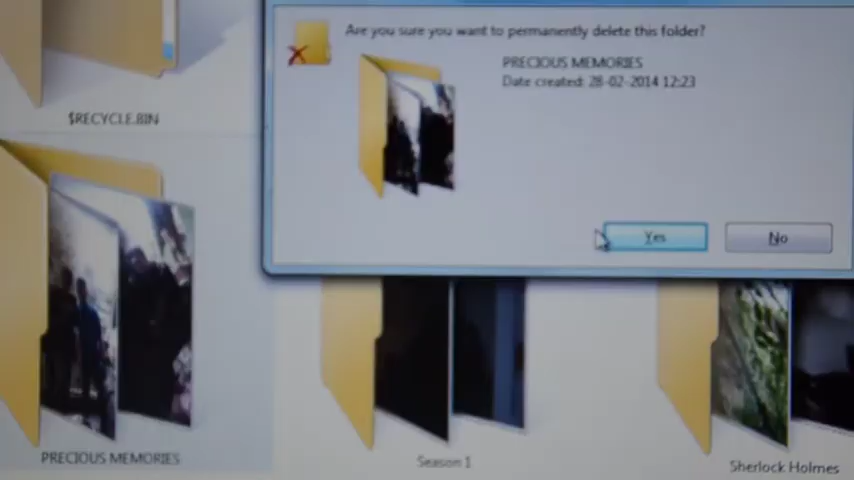 Are you sure you want to permanently delete this folder?
PRECIOUS MEMORIES
Date created: 28-02-2014 12:23
$RECYCLE.BIN
Yes
No
PRECIOUS MEMORIES
Season 1
Sherlock Holmes